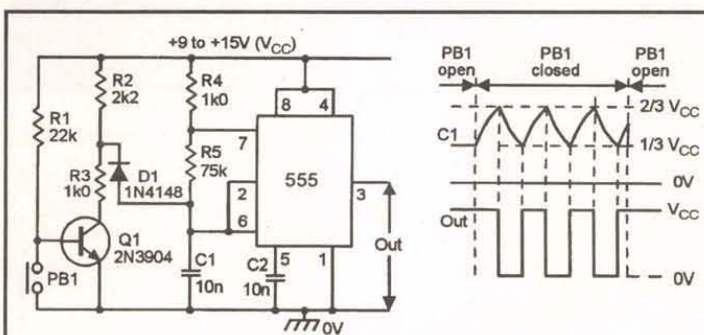 +9 to +15V (VCC)
R1
22k
R2
2k2
R3
1k0
D1
1N4148
Q1
2N3904
PB1
R4
1k0
R5
75k
C1
10n
C2
10n
8
4
7
2
6
555
3
5
1
Out
0V
PB1
open
PB1
closed
PB1
open
C1
2/3 VCC
1/3 VCC
0V
VCC
Out
0V